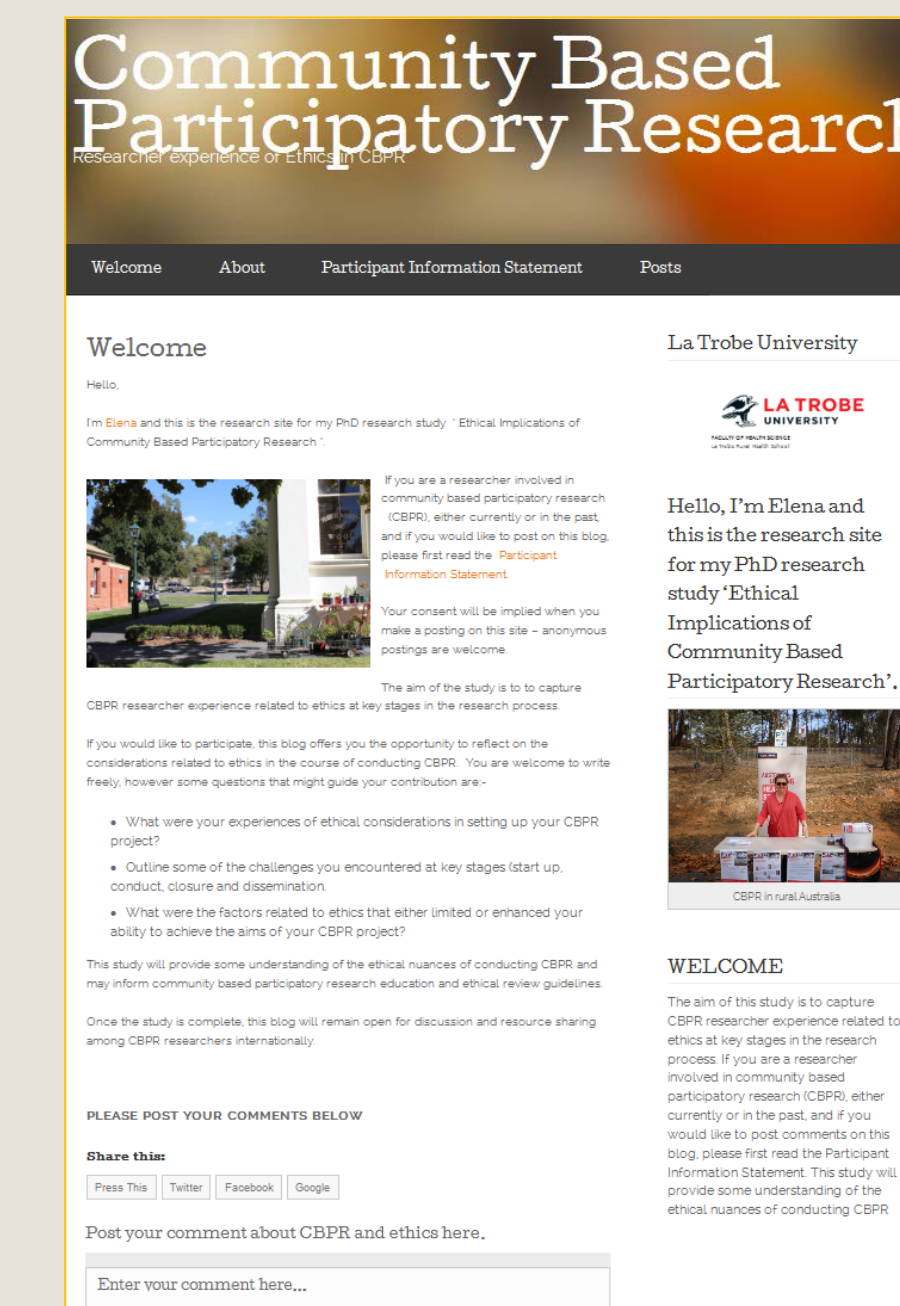 Community Based
Participatory Research
Researcher experience of Ethics in CBPR
Welcome
About
Participant Information Statement
Posts
Welcome
Hello,
I'm Elena and this is the research site for my PhD research study " Ethical Implications of
Community Based Participatory Research ".
If you are a researcher involved in
community based participatory research
(CBPR), either currently or in the past,
and if you would like to post on this blog,
please first read the Participant
Information Statement.
Your consent will be implied when you
make a posting on this site – anonymous
postings are welcome.
The aim of the study is to to capture
CBPR researcher experience related to ethics at key stages in the research process.
If you would like to participate, this blog offers you the opportunity to reflect on the
considerations related to ethics in the course of conducting CBPR. You are welcome to write
freely, however some questions that might guide your contribution are:-
• What were your experiences of ethical considerations in setting up your CBPR
project?
• Outline some of the challenges you encountered at key stages (start up,
conduct, closure and dissemination.
• What were the factors related to ethics that either limited or enhanced your
ability to achieve the aims of your CBPR project?
This study will provide some understanding of the ethical nuances of conducting CBPR and
may inform community based participatory research education and ethical review guidelines.
Once the study is complete, this blog will remain open for discussion and resource sharing
among CBPR researchers internationally.
PLEASE POST YOUR COMMENTS BELOW
Share this:
Press This
Twitter
Facebook
Google
Post your comment about CBPR and ethics here.
Enter your comment here...
La Trobe University
LA TROBE
UNIVERSITY
FACULTY OF HEALTH SCIENCE
La Trobe Rural Health School
Hello, I'm Elena and
this is the research site
for my PhD research
study 'Ethical
Implications of
Community Based
Participatory Research'.
CBPR in rural Australia
WELCOME
The aim of this study is to capture
CBPR researcher experience related to
ethics at key stages in the research
process. If you are a researcher
involved in community based
participatory research (CBPR), either
currently or in the past, and if you
would like to post comments on this
blog, please first read the Participant
Information Statement. This study will
provide some understanding of the
ethical nuances of conducting CBPR